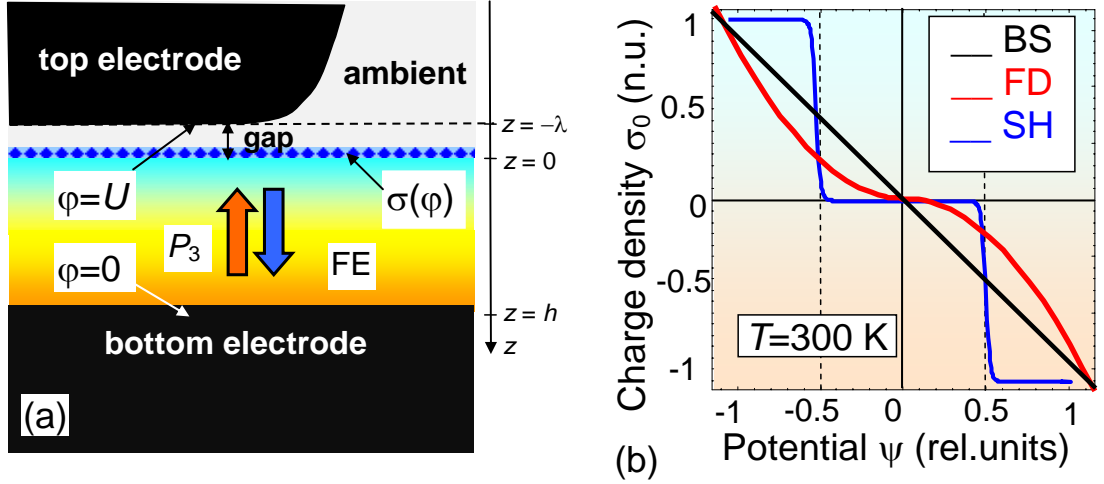 top electrode
ambient
z = −λ
gap
z = 0
φ=U
σ(φ)
P3
FE
φ=0
z = h
bottom electrode
z
(a)
1
0.5
0
-0.5
-1
Charge density σ0 (n.u.)
BS
FD
SH
T=300 K
-1
-0.5
0
0.5
1
Potential ψ (rel.units)
(b)